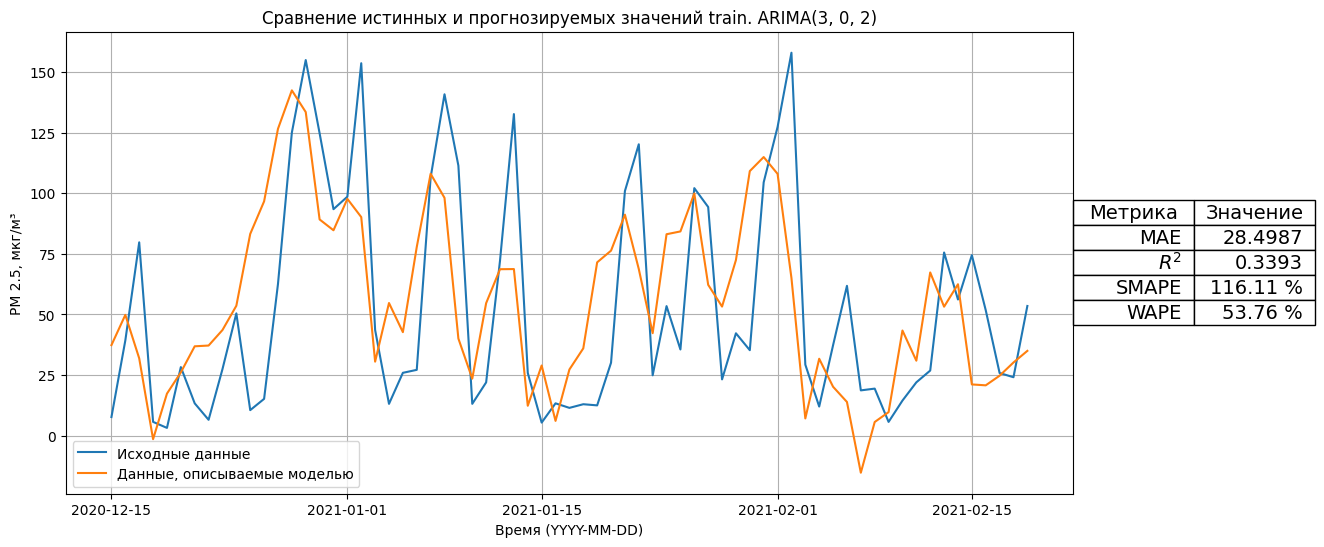 Сравнение истинных и прогнозируемых значений train. ARIMA(3, 0, 2)
PM 2.5, мкг/м³
150
125
100
75
50
25
0
Исходные данные
Данные, описываемые моделью
2020-12-15
2021-01-01
2021-01-15
2021-02-01
2021-02-15
Время (YYYY-MM-DD)
Метрика Значение
MAE 28.4987
R² 0.3393
SMAPE 116.11 %
WAPE 53.76 %